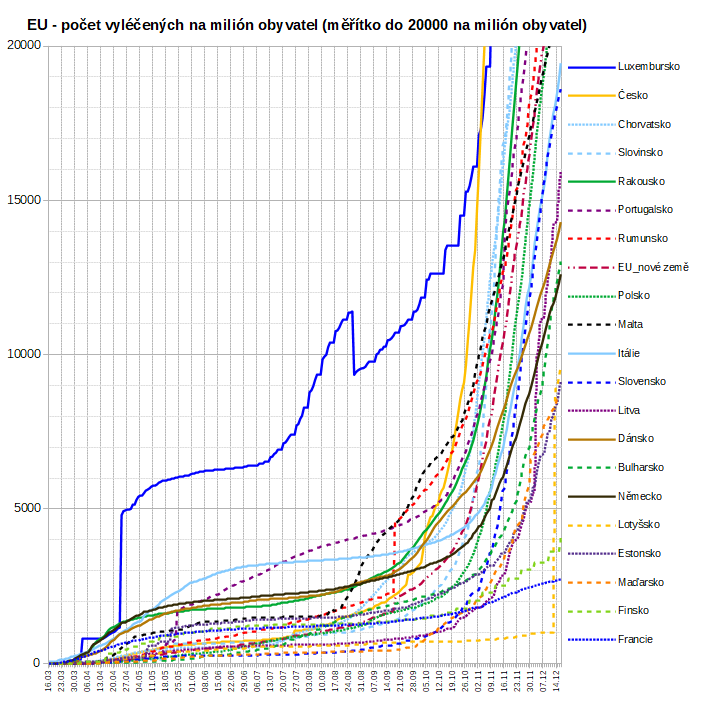 EU - počet vyléčených na milión obyvatel (měřítko do 20000 na milión obyvatel)
20000
15000
10000
5000
0
16.03
23.03
30.03
06.04
13.04
20.04
27.04
04.05
11.05
18.05
25.05
01.06
08.06
15.06
22.06
29.06
06.07
13.07
20.07
27.07
03.08
10.08
17.08
24.08
31.08
07.09
14.09
21.09
28.09
05.10
12.10
19.10
26.10
02.11
09.11
16.11
23.11
30.11
07.12
14.12
Luxembursko
Česko
Chorvatsko
Slovinsko
Rakousko
Portugalsko
Rumunsko
EU_nové země
Polsko
Malta
Itálie
Slovensko
Litva
Dánsko
Bulharsko
Německo
Lotyšsko
Estonsko
Maďarsko
Finsko
Francie